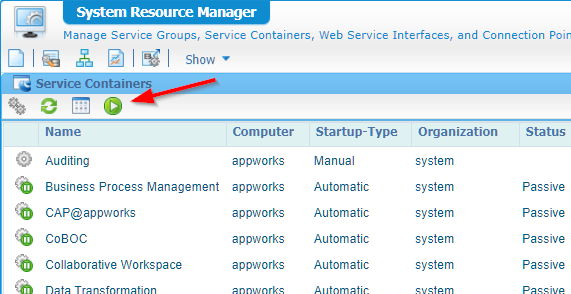 System Resource Manager
Manage Service Groups, Service Containers, Web Service Interfaces, and Connection
Show
Service Containers
Name Computer Startup-Type Organization Status
Auditing appworks Manual system
Business Process Management appworks Automatic system Passive
CAP@appworks appworks Automatic system Passive
CoBOC appworks Automatic system Passive
Collaborative Workspace appworks Automatic system Passive
Data Transformation appworks Automatic system Passive